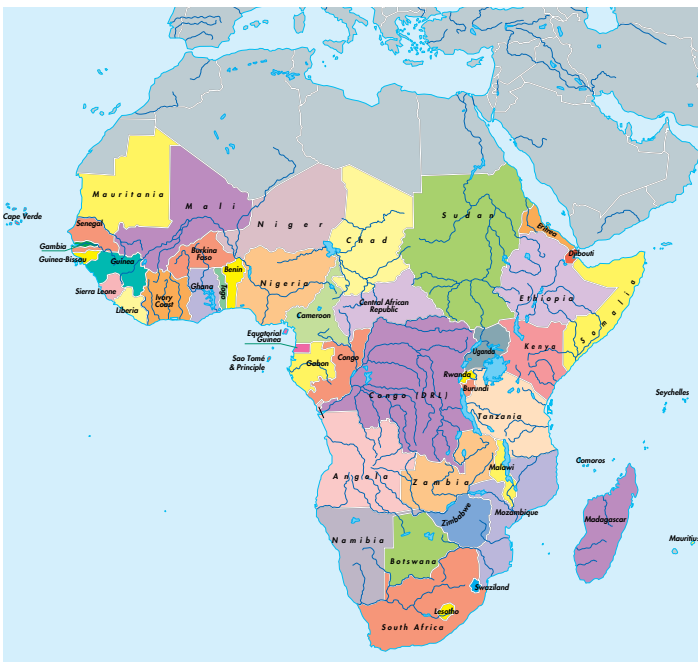 Mauritania
Mali
Niger
Chad
Sudan
Cape Verde
Senegal
Eritrea
Gambia
Guinea-Bissau
Guinea
Burkina
Faso
Djibouti
Benin
Nigeria
Ghana
Togo
Sierra Leone
Ivory
Coast
Liberia
Central African
Republic
Ethiopia
Somalia
Cameroon
Equatorial
Guinea
Sao Tomé
& Principle
Gabon
Congo
Uganda
Kenya
Rwanda
Burundi
Congo (DRL)
Tanzania
Seychelles
Comoros
Angola
Zambia
Malawi
Mozambique
Zimbabwe
Madagascar
Mauritius
Namibia
Botswana
Swaziland
Lesotho
South Africa